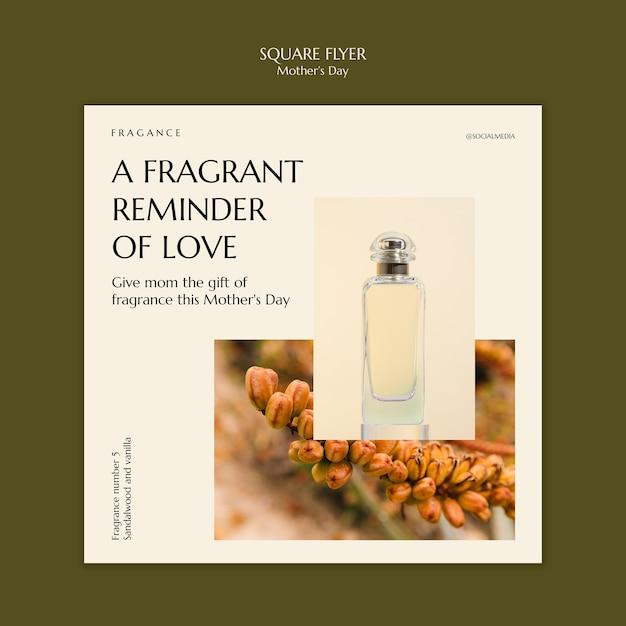 SQUARE FLYER
Mother's Day
FRAGANCE
@SOCIALMEDIA
A FRAGRANT
REMINDER
OF LOVE
Give mom the gift of
fragrance this Mother's Day
Fragrance number 5
Sandalwood and vanilla